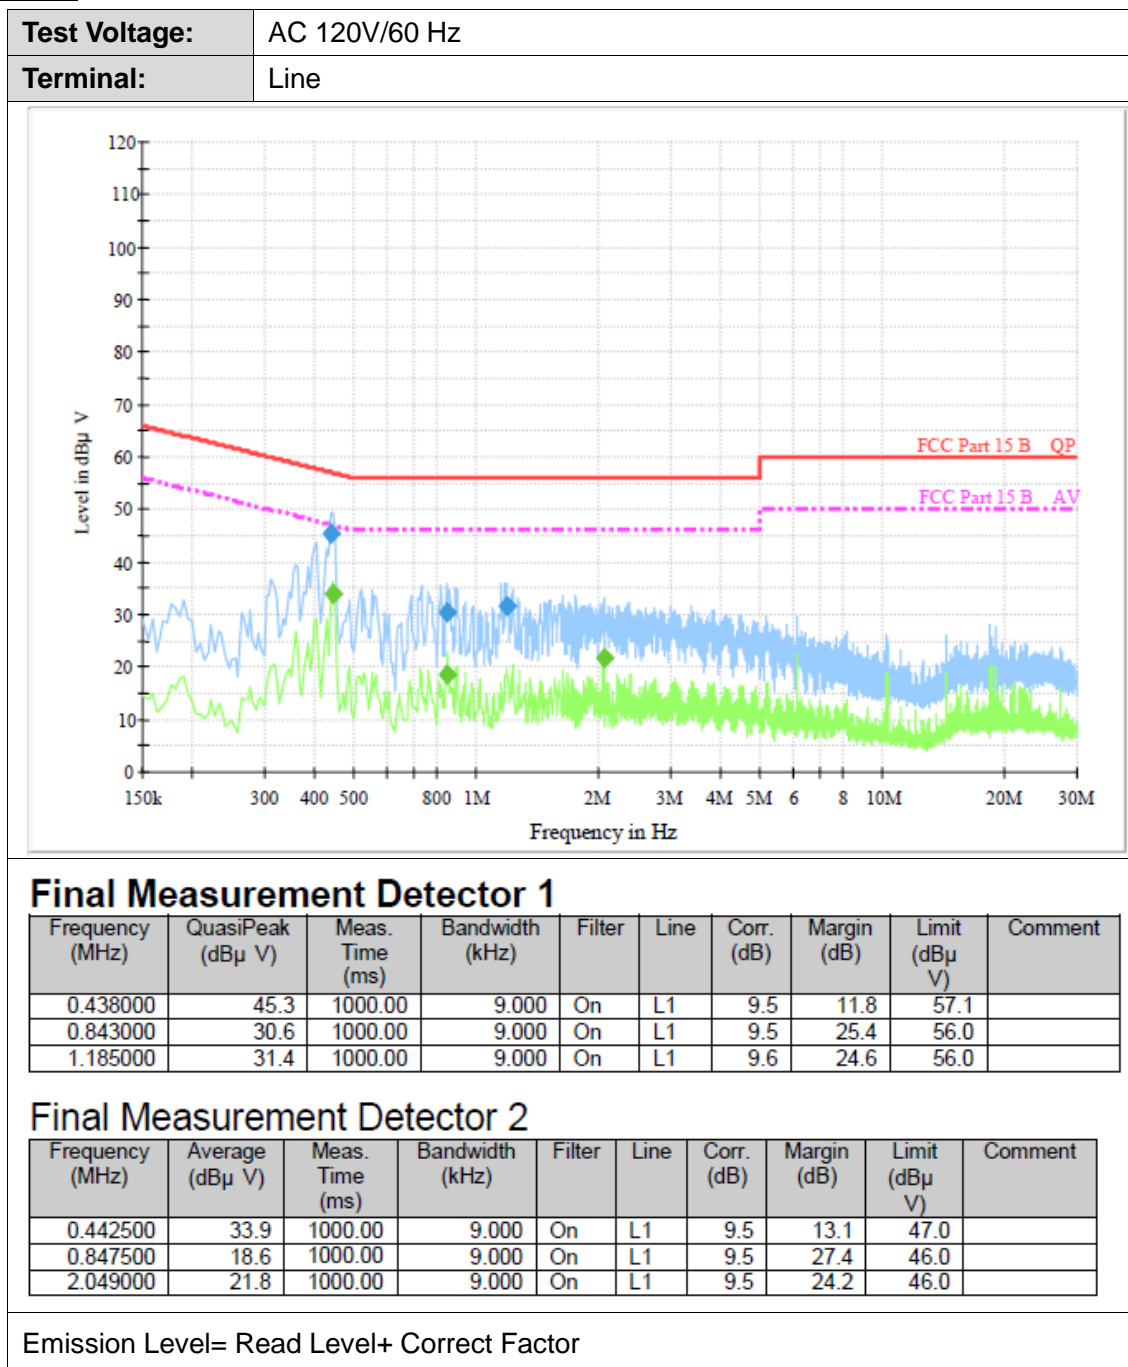 Test Voltage: AC 120V/60 Hz
Terminal: Line
120
110
100
90
80
70
60
50
40
30
20
10
0
Level in dBµ V
FCC Part 15 B QP
FCC Part 15 B AV
150k 300 400 500 800 1M 2M 3M 4M 5M 6 8 10M 20M 30M
Frequency in Hz
Final Measurement Detector 1
Frequency (MHz) QuasiPeak (dBµ V) Meas. Time (ms) Bandwidth (kHz) Filter Line Corr. (dB) Margin (dB) Limit (dBµ V) Comment
0.438000 45.3 1000.00 9.000 On L1 9.5 11.8 57.1
0.843000 30.6 1000.00 9.000 On L1 9.5 25.4 56.0
1.185000 31.4 1000.00 9.000 On L1 9.6 24.6 56.0
Final Measurement Detector 2
Frequency (MHz) Average (dBµ V) Meas. Time (ms) Bandwidth (kHz) Filter Line Corr. (dB) Margin (dB) Limit (dBµ V) Comment
0.442500 33.9 1000.00 9.000 On L1 9.5 13.1 47.0
0.847500 18.6 1000.00 9.000 On L1 9.5 27.4 46.0
2.049000 21.8 1000.00 9.000 On L1 9.5 24.2 46.0
Emission Level= Read Level+ Correct Factor